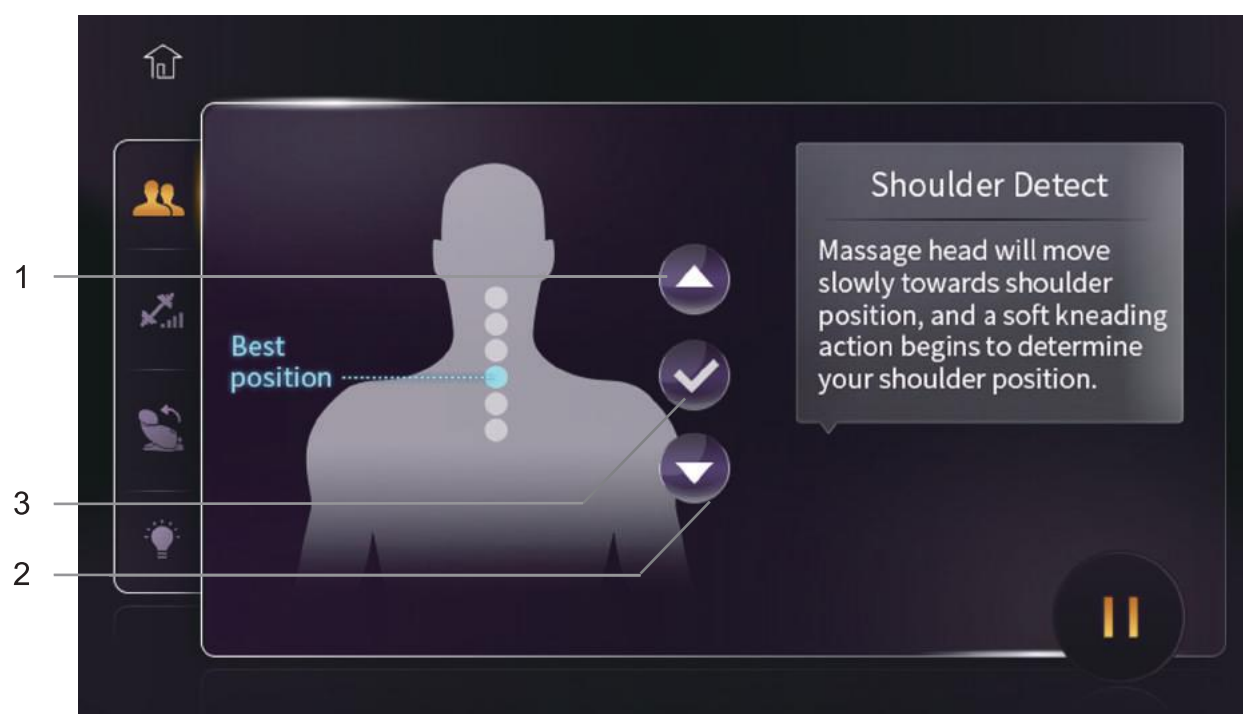 Shoulder Detect
Massage head will move
slowly towards shoulder
position, and a soft kneading
action begins to determine
your shoulder position.
1
Best
position
3
2